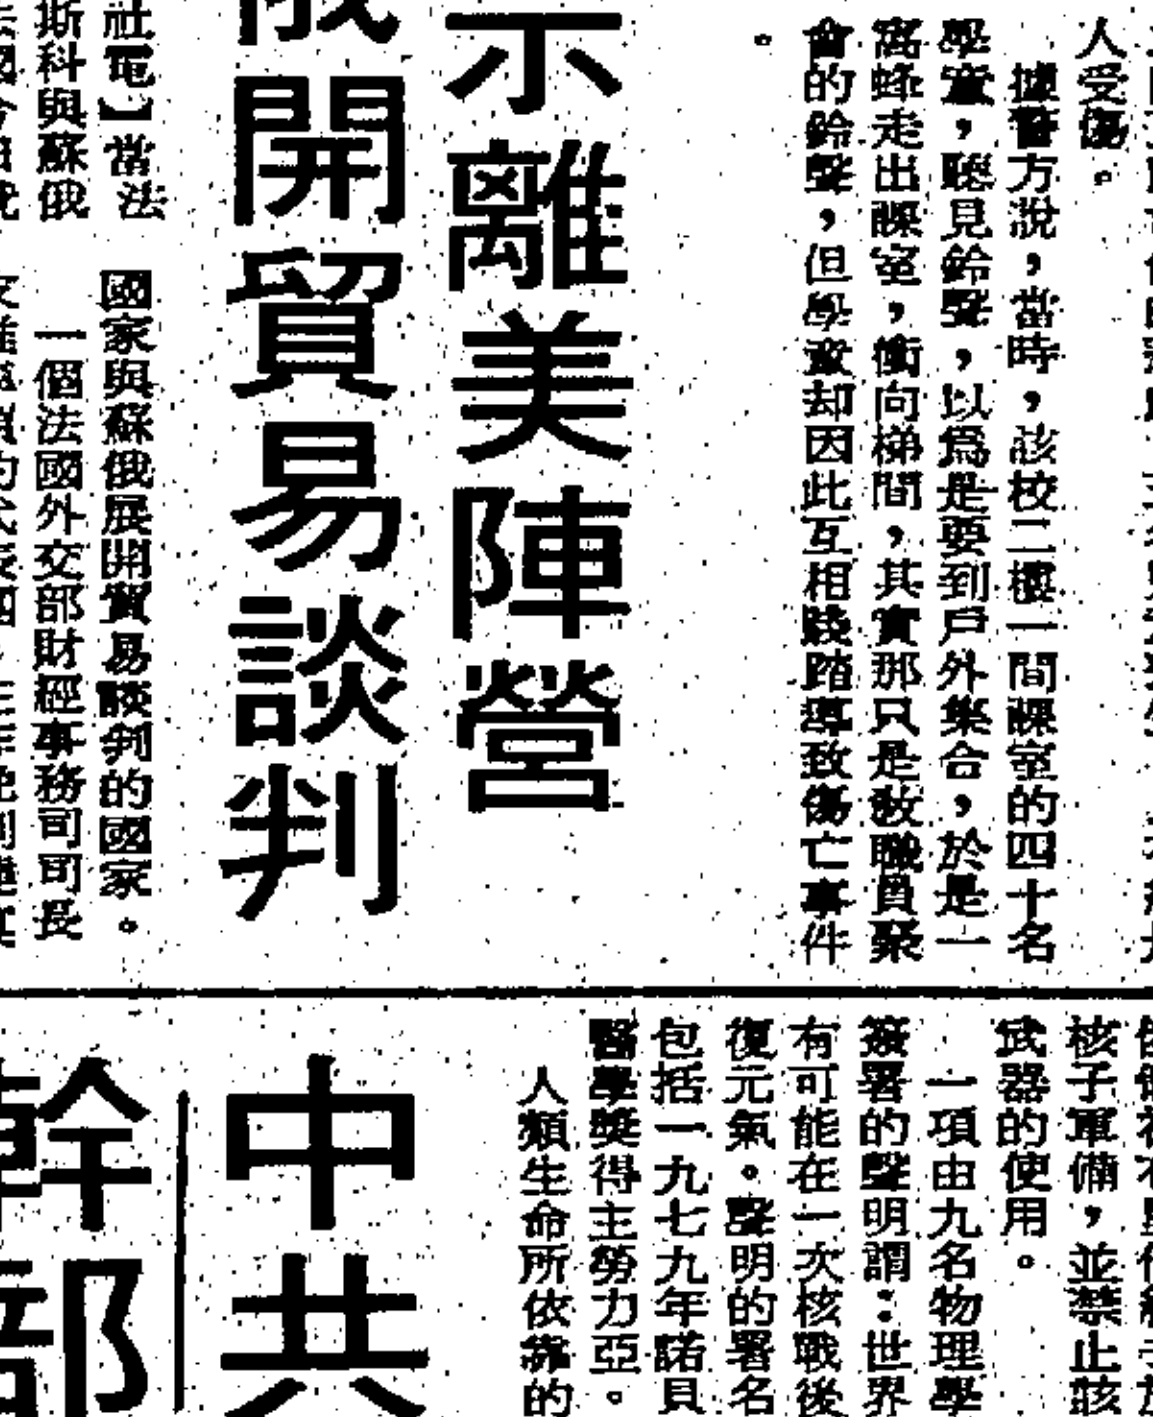 人受傷。
據警方說，當時，該校二樓一間課室的四十名
學童，聽見鈴聲，以為是要到戶外集合，於是一
窩蜂走出課室，衝向梯間，其實那只是教職員聚
會的鈴聲，但學童却因此互相踐踏導致傷亡事件
。
示離美陣營
俄開貿易談判
社電】當法
國家與蘇俄展開貿易談判的國家。
斯科與蘇俄
一個法國外交部財經事務司司長
核子軍備，並禁止該
武器的使用。
一項由九名物理學
簽署的聲明謂：世界
有可能在一次核戰後
復元氣。聲明的署名
包括一九七九年諾貝
醫學獎得主勞力亞。
人類生命所依靠的
中共
幹部